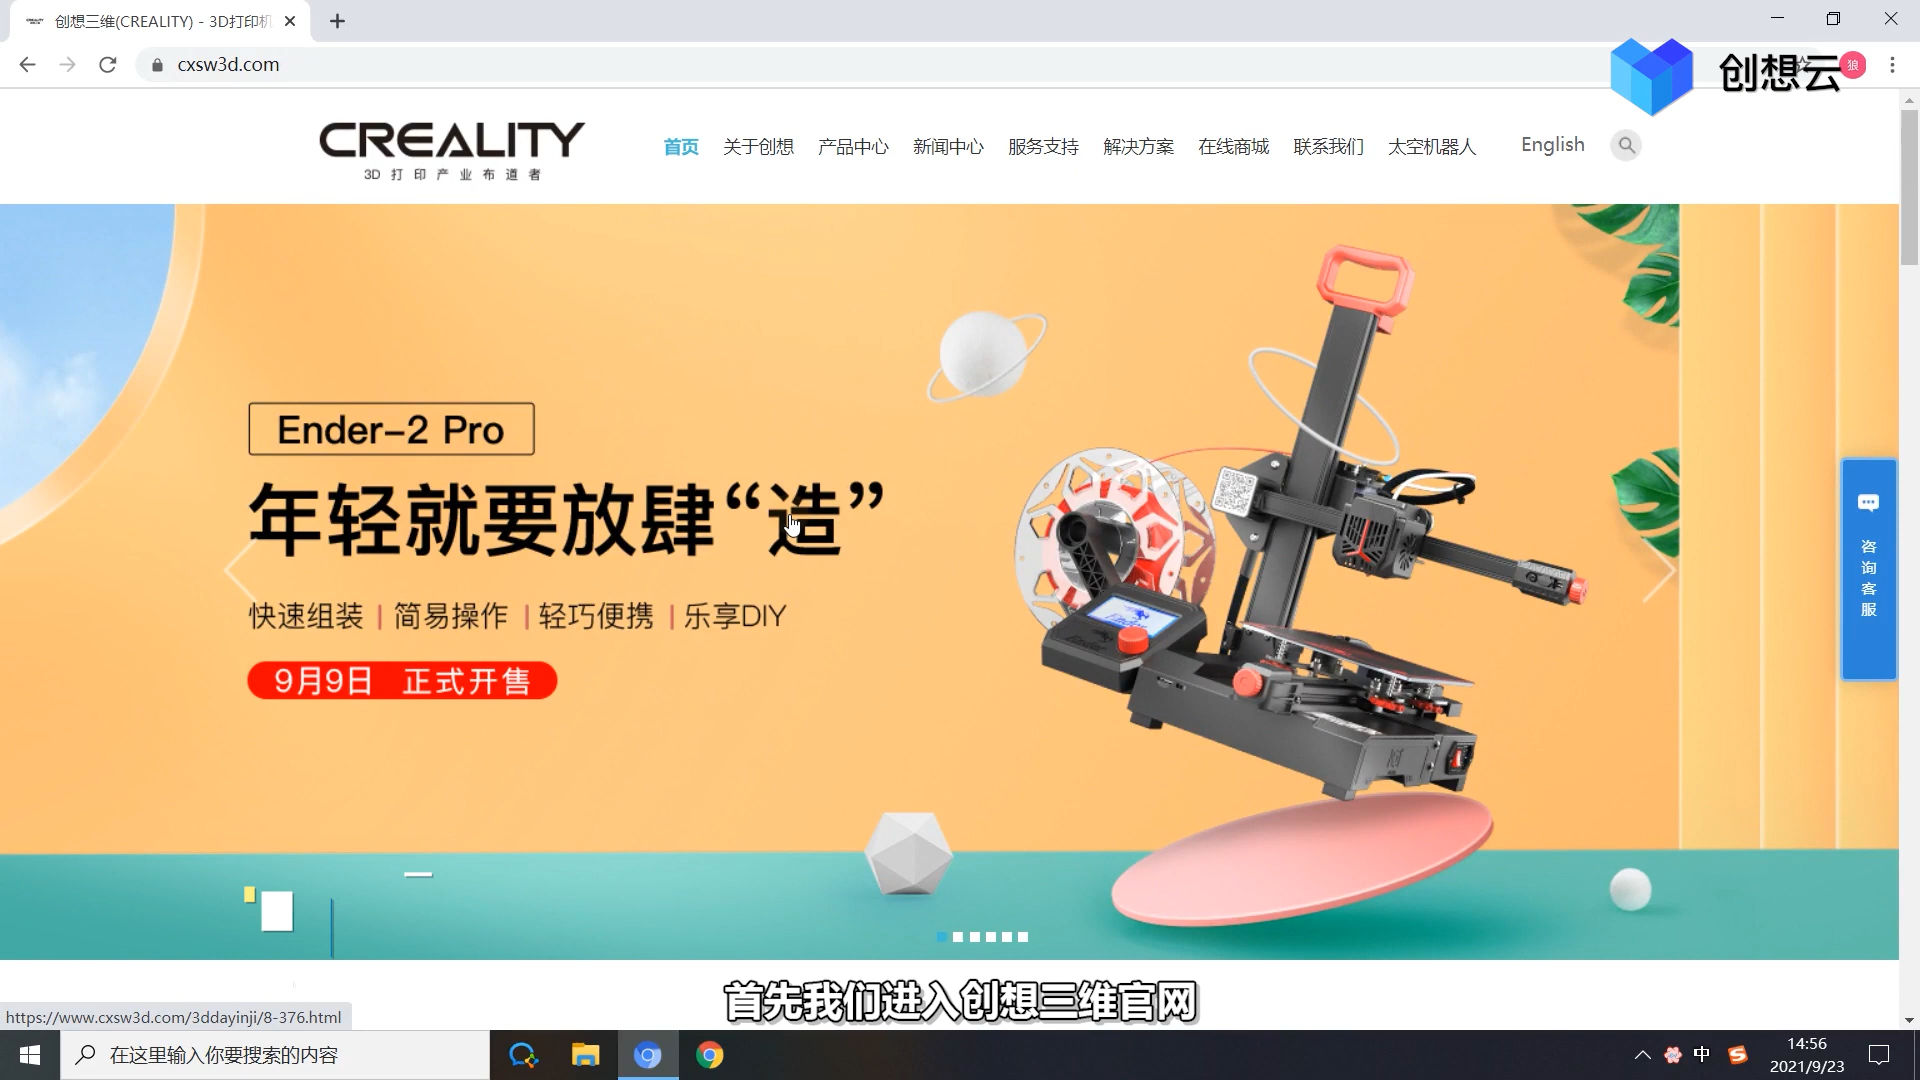 创想三维(CREALITY) - 3D打印机
cxsw3d.com
创想云
狼
CREALITY
3D打印产业布道者
首页 关于创想 产品中心 新闻中心 服务支持 解决方案 在线商城 联系我们 太空机器人 English
Ender-2 Pro
年轻就要放肆“造”
快速组装 | 简易操作 | 轻巧便携 | 乐享DIY
9月9日 正式开售
咨询客服
首先我们进入创想三维官网
https://www.cxsw3d.com/3ddayinji/8-376.html
在这里输入你要搜索的内容
中
14:56
2021/9/23